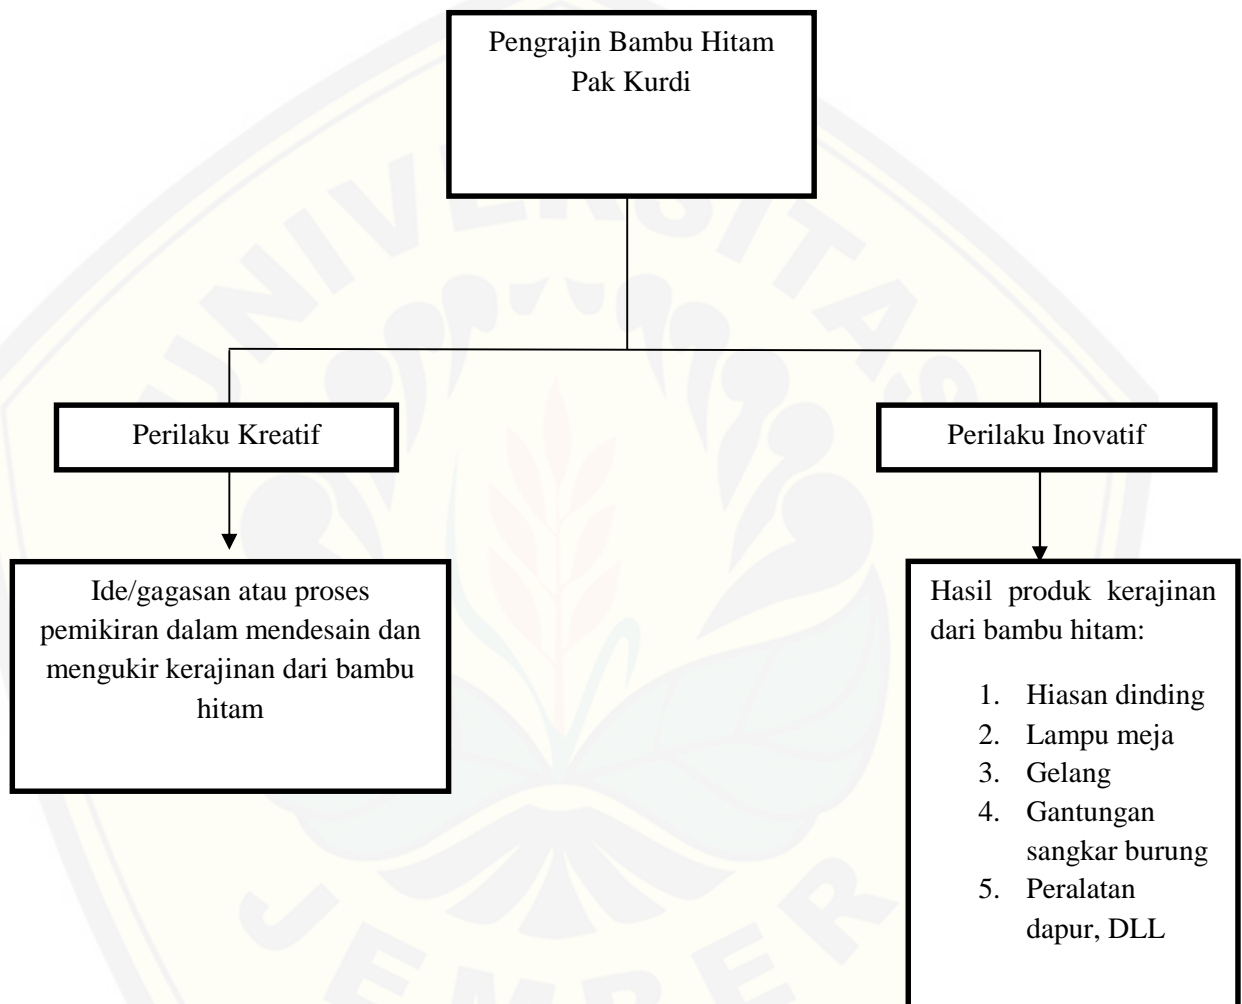 Pengrajin Bambu Hitam
Pak Kurdi
UNIVERSITAS
Perilaku Kreatif
Perilaku Inovatif
Ide/gagasan atau proses
pemikiran dalam mendesain dan
mengukir kerajinan dari bambu
hitam
Hasil produk kerajinan
dari bambu hitam:
1. Hiasan dinding
2. Lampu meja
3. Gelang
4. Gantungan
sangkar burung
5. Peralatan
dapur, DLL
JEMBER